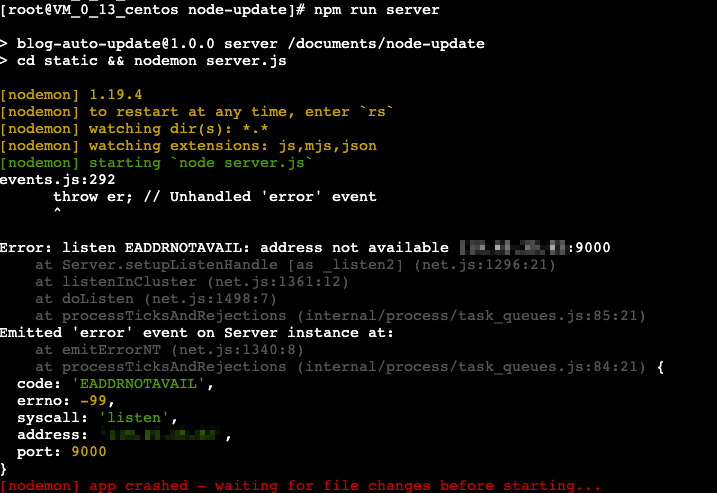 [root@VM_0_13_centos node-update]# npm run server
> blog-auto-update@1.0.0 server /documents/node-update
> cd static && nodemon server.js
[nodemon] 1.19.4
[nodemon] to restart at any time, enter `rs`
[nodemon] watching dir(s): *.*
[nodemon] watching extensions: js,mjs,json
[nodemon] starting `node server.js`
events.js:292
      throw er; // Unhandled 'error' event
      ^
Error: listen EADDRNOTAVAIL: address not available :9000
    at Server.setupListenHandle [as _listen2] (net.js:1296:21)
    at listenInCluster (net.js:1361:12)
    at doListen (net.js:1498:7)
    at processTicksAndRejections (internal/process/task_queues.js:85:21)
Emitted 'error' event on Server instance at:
    at emitErrorNT (net.js:1340:8)
    at processTicksAndRejections (internal/process/task_queues.js:84:21) {
  code: 'EADDRNOTAVAIL',
  errno: -99,
  syscall: 'listen',
  address: ' ',
  port: 9000
}
[nodemon] app crashed - waiting for file changes before starting...